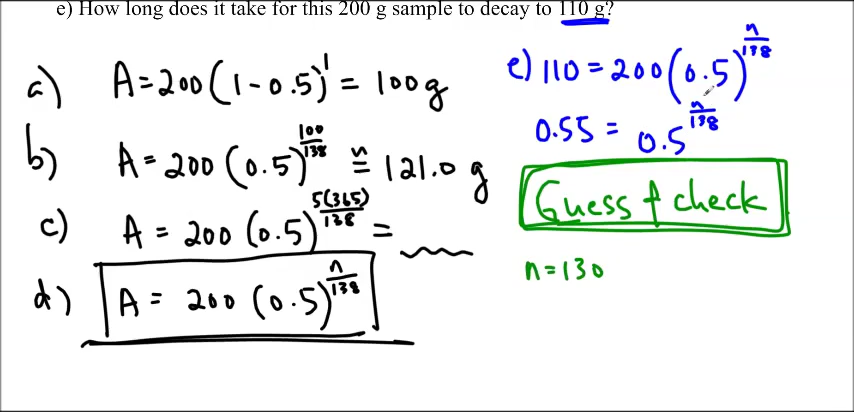 e) How long does it take for this 200 g sample to decay to 110 g?
a) A = 200(1 - 0.5)^1 = 100 g
b) A = 200(0.5)^(100/138) ≐ 121.0 g
c) A = 200(0.5)^(5(365)/138) =
d) A = 200(0.5)^(n/138)
e) 110 = 200(0.5)^(n/138)
0.55 = 0.5^(n/138)
Guess & check
n = 130